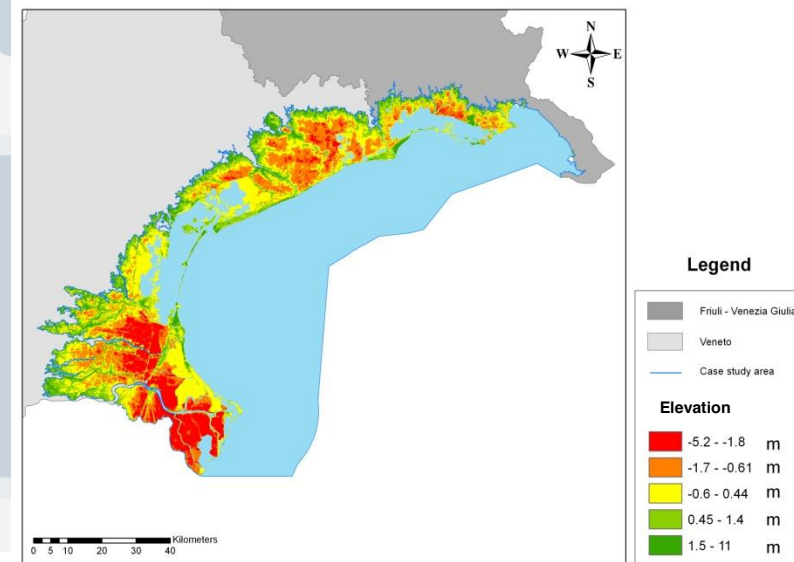 N
W E
S
Legend
Friuli - Venezia Giulia
Veneto
Case study area
Elevation
-5.2 - -1.8 m
-1.7 - -0.61 m
-0.6 - 0.44 m
0.45 - 1.4 m
1.5 - 11 m
Kilometers
0 5 10 20 30 40